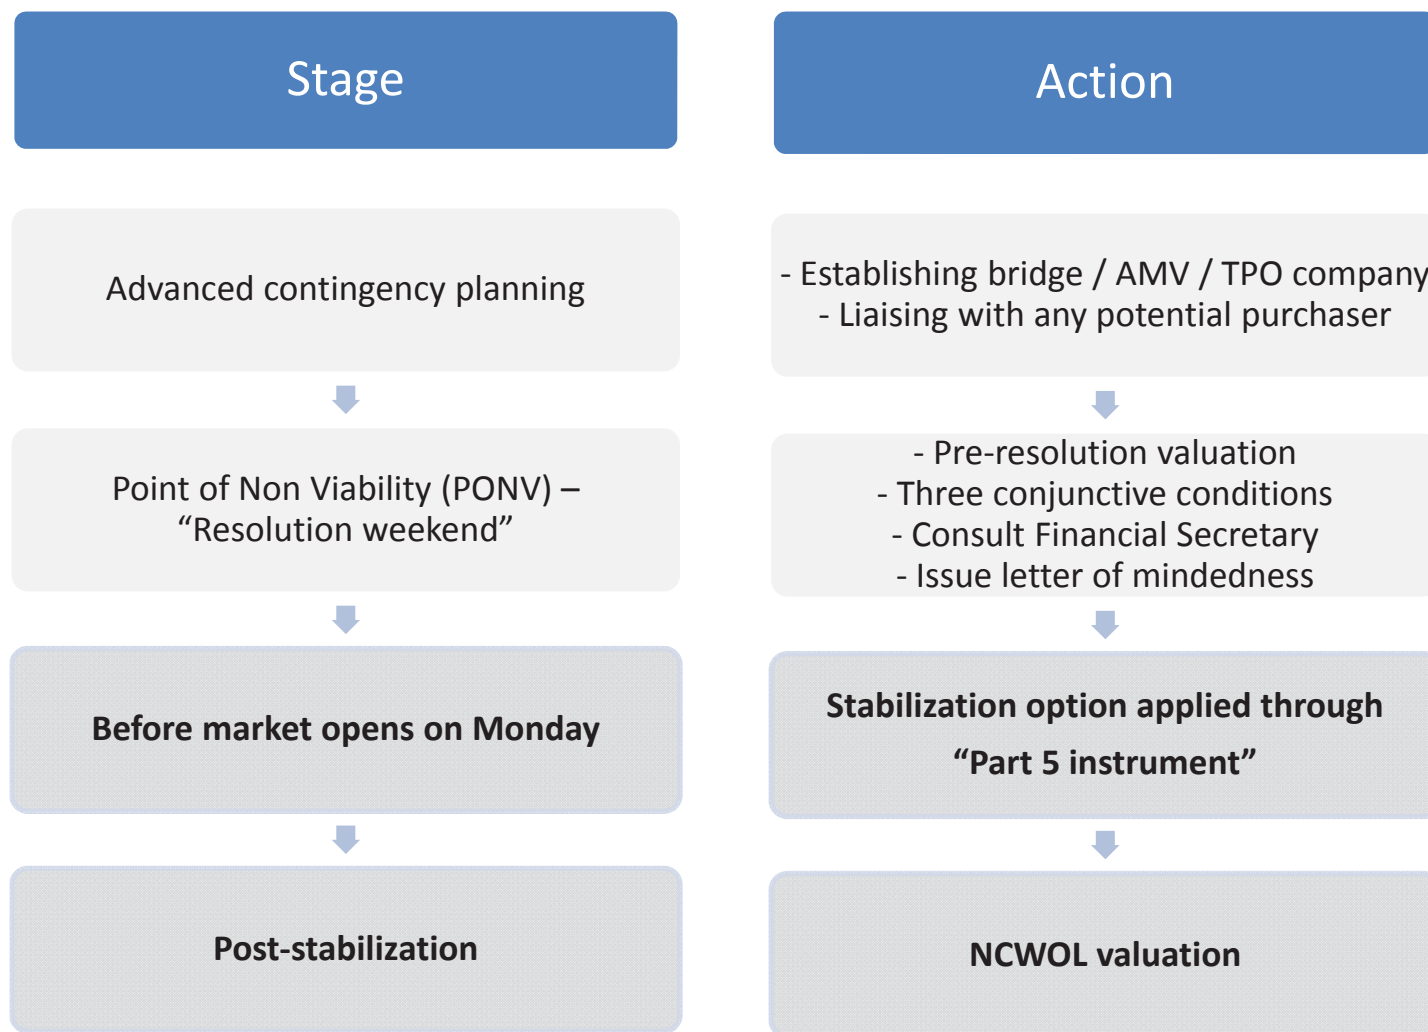 Stage
Action
Advanced contingency planning
- Establishing bridge / AMV / TPO company
- Liaising with any potential purchaser
Point of Non Viability (PONV) –
“Resolution weekend”
- Pre-resolution valuation
- Three conjunctive conditions
- Consult Financial Secretary
- Issue letter of mindedness
Before market opens on Monday
Stabilization option applied through
“Part 5 instrument”
Post-stabilization
NCWOL valuation